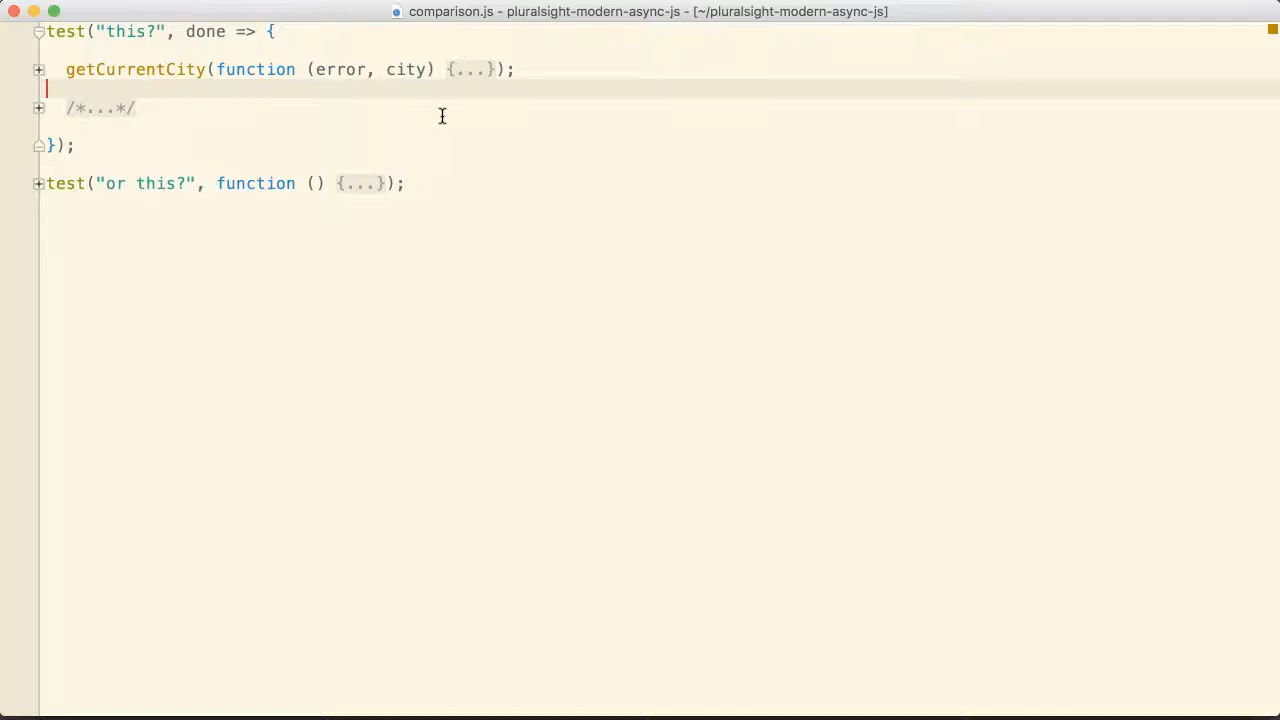 comparison.js - pluralsight-modern-async-js - [~/pluralsight-modern-async-js]
test("this?", done => {
getCurrentCity(function (error, city) {...});
/*...*/
});
test("or this?", function () {...});